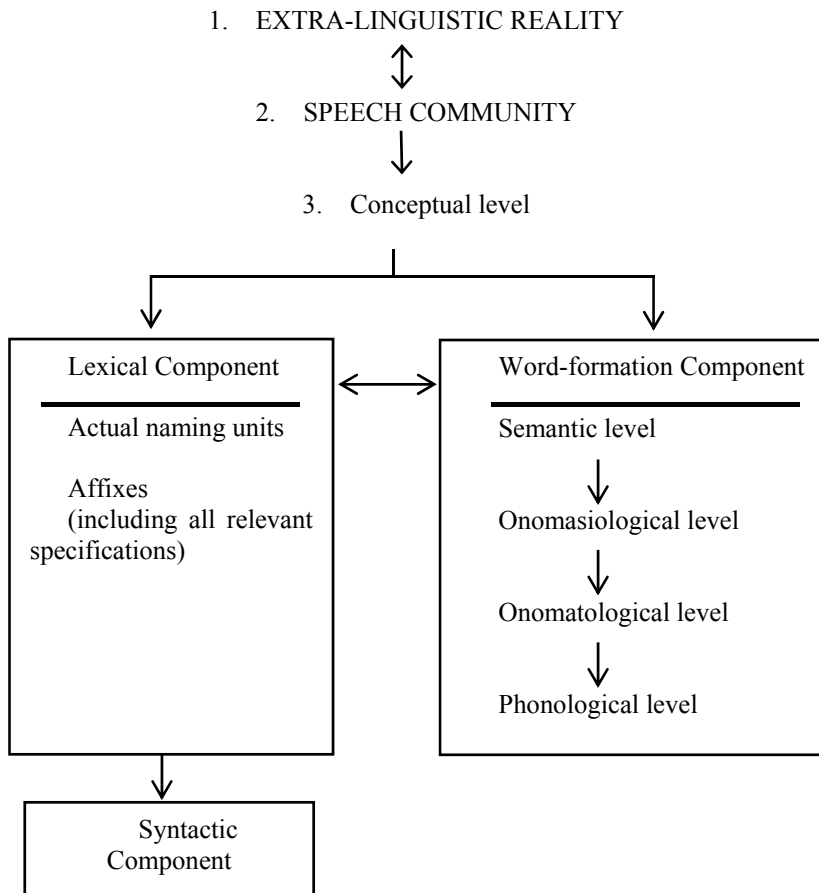 1. EXTRA-LINGUISTIC REALITY
2. SPEECH COMMUNITY
3. Conceptual level
Lexical Component
Actual naming units
Affixes
(including all relevant
specifications)
Word-formation Component
Semantic level
Onomasiological level
Onomatological level
Phonological level
Syntactic
Component